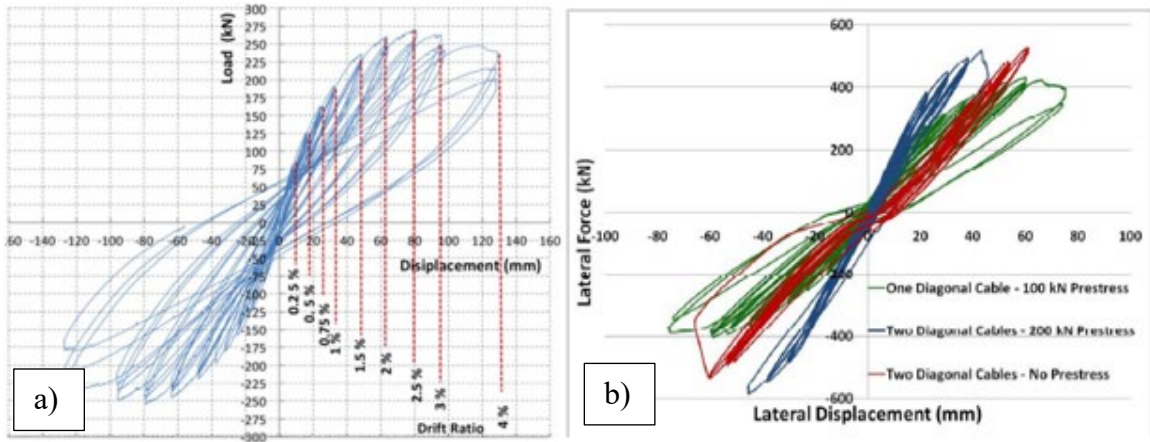 a)
Load (kN)
300
275
250
225
200
175
150
125
100
75
50
25
0
-25
-50
-75
-100
-125
-150
-175
-200
-225
-250
-275
-300
160 -140 -120 -100 -80 -60 -40 -20 0 20 40 60 80 100 120 140 160
Disiplacement (mm)
0.2 5 %
0. 5 %
0.75 %
1 %
1.5 %
2 %
2.5 %
3 %
4 %
Drift Ratio
b)
Lateral Force (kN)
600
400
200
0
-200
-400
-600
-100 -80 -60 -40 -20 0 20 40 60 80 100
One Diagonal Cable - 100 kN Prestress
Two Diagonal Cables - 200 kN Prestress
Two Diagonal Cables - No Prestress
Lateral Displacement (mm)